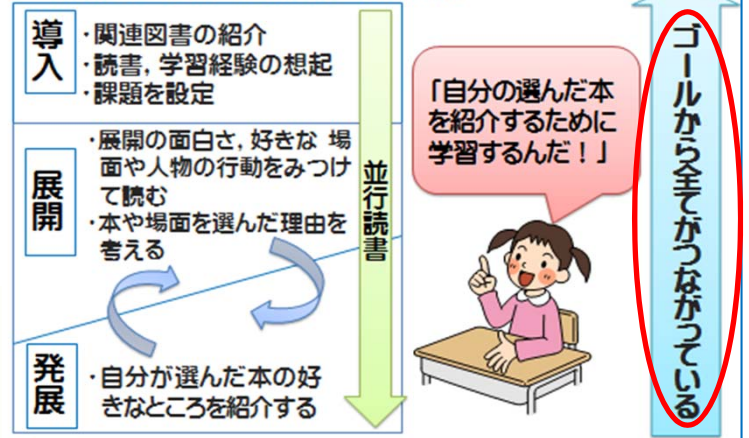 導入
・関連図書の紹介
・読書，学習経験の想起
・課題を設定
展開
・展開の面白さ，好きな 場
面や人物の行動をみつけ
て読む
・本や場面を選んだ理由を
考える
発展
・自分が選んだ本の好
きなところを紹介する
並行読書
「自分の選んだ本
を紹介するために
学習するんだ！」
ゴールから全てがつながっている